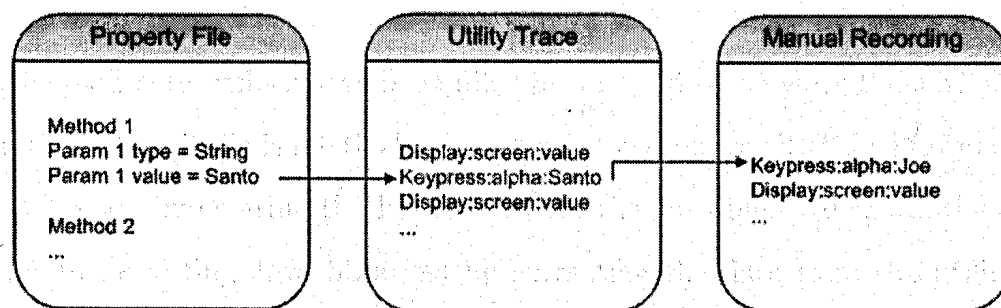 Property File
Method 1
Param 1 type = String
Param 1 value = Santo
Method 2
...
Utility Trace
Display:screen:value
Keypress:alpha:Santo
Display:screen:value
...
Manual Recording
Keypress:alpha:Joe
Display:screen:value
...